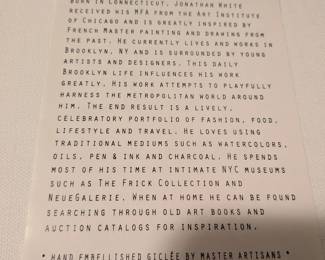 BORN IN CONNECTICUT, JONATHAN WHITE
RECEIVED HIS MFA FROM THE ART INSTITUTE
OF CHICAGO AND IS GREATLY INSPIRED BY
FRENCH MASTER PAINTING AND DRAWING FROM
THE PAST. HE CURRENTLY LIVES AND WORKS IN
BROOKLYN, NY AND IS SURROUNDED BY YOUNG
ARTISTS AND DESIGNERS. THIS DAILY
BROOKLYN LIFE INFLUENCES HIS WORK
GREATLY. HIS WORK ATTEMPTS TO PLAYFULLY
HARNESS THE METROPOLITAN WORLD AROUND
HIM. THE END RESULT IS A LIVELY,
CELEBRATORY PORTFOLIO OF FASHION, FOOD,
LIFESTYLE AND TRAVEL. HE LOVES USING
TRADITIONAL MEDIUMS SUCH AS WATERCOLORS,
OILS, PEN & INK AND CHARCOAL. HE SPENDS
MOST OF HIS TIME AT INTIMATE NYC MUSEUMS
SUCH AS THE FRICK COLLECTION AND
NEUEGALERIE. WHEN AT HOME HE CAN BE FOUND
SEARCHING THROUGH OLD ART BOOKS AND
AUCTION CATALOGS FOR INSPIRATION.
* HAND EMBELLISHED GICLÉE BY MASTER ARTISANS *